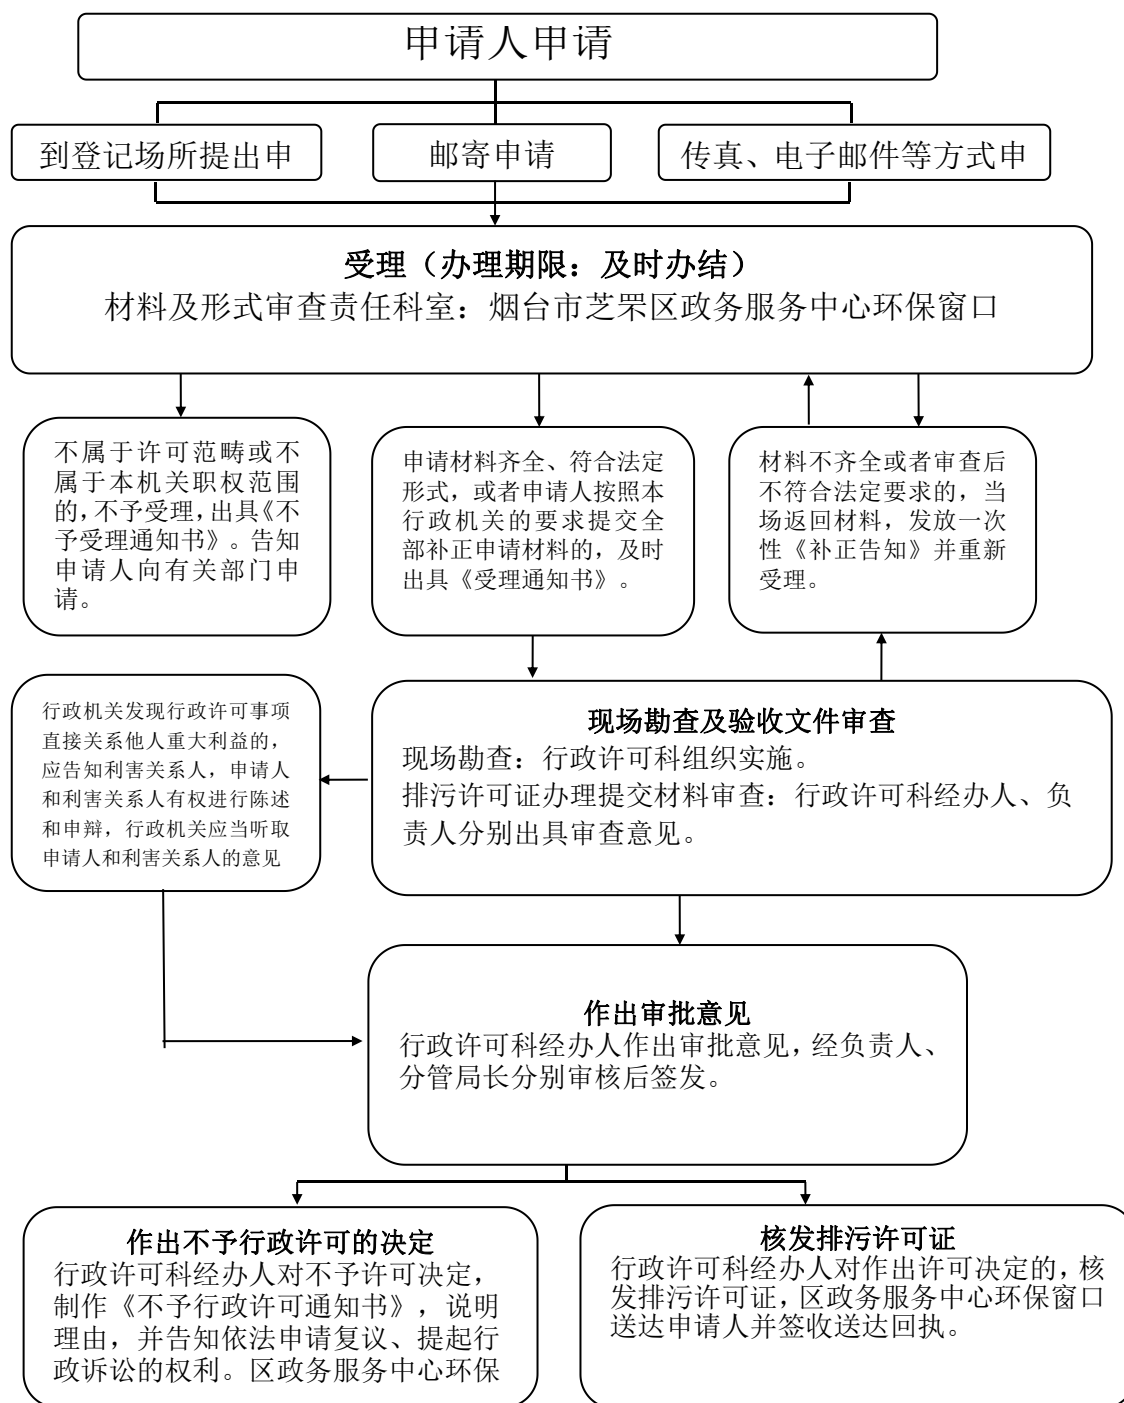 申请人申请
到登记场所提出申
邮寄申请
传真、电子邮件等方式申
受理（办理期限：及时办结）
材料及形式审查责任科室：烟台市芝罘区政务服务中心环保窗口
不属于许可范畴或不
属于本机关职权范围
的，不予受理，出具《不
予受理通知书》。告知
申请人向有关部门申
请。
申请材料齐全、符合法定
形式，或者申请人按照本
行政机关的要求提交全
部补正申请材料的，及时
出具《受理通知书》。
材料不齐全或者审查后
不符合法定要求的，当
场返回材料，发放一次
性《补正告知》并重新
受理。
行政机关发现行政许可事项
直接关系他人重大利益的，
应告知利害关系人，申请人
和利害关系人有权进行陈述
和申辩，行政机关应当听取
申请人和利害关系人的意见
现场勘查及验收文件审查
现场勘查：行政许可科组织实施。
排污许可证办理提交材料审查：行政许可科经办人、负
责人分别出具审查意见。
作出审批意见
行政许可科经办人作出审批意见，经负责人、
分管局长分别审核后签发。
作出不予行政许可的决定
行政许可科经办人对不予许可决定，
制作《不予行政许可通知书》，说明
理由，并告知依法申请复议、提起行
政诉讼的权利。区政务服务中心环保
核发排污许可证
行政许可科经办人对作出许可决定的，核
发排污许可证，区政务服务中心环保窗口
送达申请人并签收送达回执。